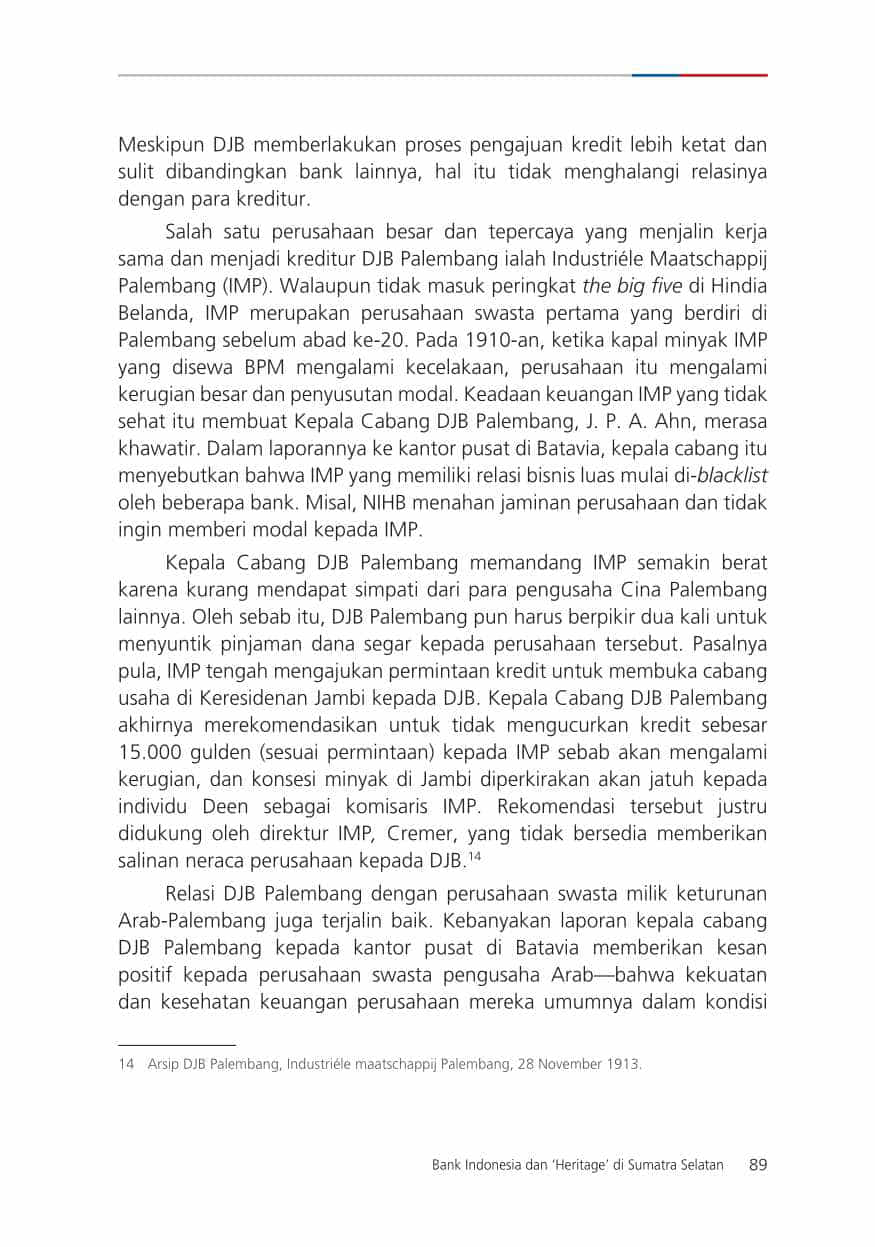 Meskipun DJB memberlakukan proses pengajuan kredit lebih ketat dan
sulit dibandingkan bank lainnya, hal itu tidak menghalangi relasinya
dengan para kreditur.
Salah satu perusahaan besar dan tepercaya yang menjalin kerja
sama dan menjadi kreditur DJB Palembang ialah Industriéle Maatschappij
Palembang (IMP). Walaupun tidak masuk peringkat the big five di Hindia
Belanda, IMP merupakan perusahaan swasta pertama yang berdiri di
Palembang sebelum abad ke-20. Pada 1910-an, ketika kapal minyak IMP
yang disewa BPM mengalami kecelakaan, perusahaan itu mengalami
kerugian besar dan penyusutan modal. Keadaan keuangan IMP yang tidak
sehat itu membuat Kepala Cabang DJB Palembang, J. P. A. Ahn, merasa
khawatir. Dalam laporannya ke kantor pusat di Batavia, kepala cabang itu
menyebutkan bahwa IMP yang memiliki relasi bisnis luas mulai di-blacklist
oleh beberapa bank. Misal, NIHB menahan jaminan perusahaan dan tidak
ingin memberi modal kepada IMP.
Kepala Cabang DJB Palembang memandang IMP semakin berat
karena kurang mendapat simpati dari para pengusaha Cina Palembang
lainnya. Oleh sebab itu, DJB Palembang pun harus berpikir dua kali untuk
menyuntik pinjaman dana segar kepada perusahaan tersebut. Pasalnya
pula, IMP tengah mengajukan permintaan kredit untuk membuka cabang
usaha di Keresidenan Jambi kepada DJB. Kepala Cabang DJB Palembang
akhirnya merekomendasikan untuk tidak mengucurkan kredit sebesar
15.000 gulden (sesuai permintaan) kepada IMP sebab akan mengalami
kerugian, dan konsesi minyak di Jambi diperkirakan akan jatuh kepada
individu Deen sebagai komisaris IMP. Rekomendasi tersebut justru
didukung oleh direktur IMP, Cremer, yang tidak bersedia memberikan
salinan neraca perusahaan kepada DJB.14
Relasi DJB Palembang dengan perusahaan swasta milik keturunan
Arab-Palembang juga terjalin baik. Kebanyakan laporan kepala cabang
DJB Palembang kepada kantor pusat di Batavia memberikan kesan
positif kepada perusahaan swasta pengusaha Arab—bahwa kekuatan
dan kesehatan keuangan perusahaan mereka umumnya dalam kondisi
14 Arsip DJB Palembang, Industriéle maatschappij Palembang, 28 November 1913.
Bank Indonesia dan ‘Heritage’ di Sumatra Selatan 89